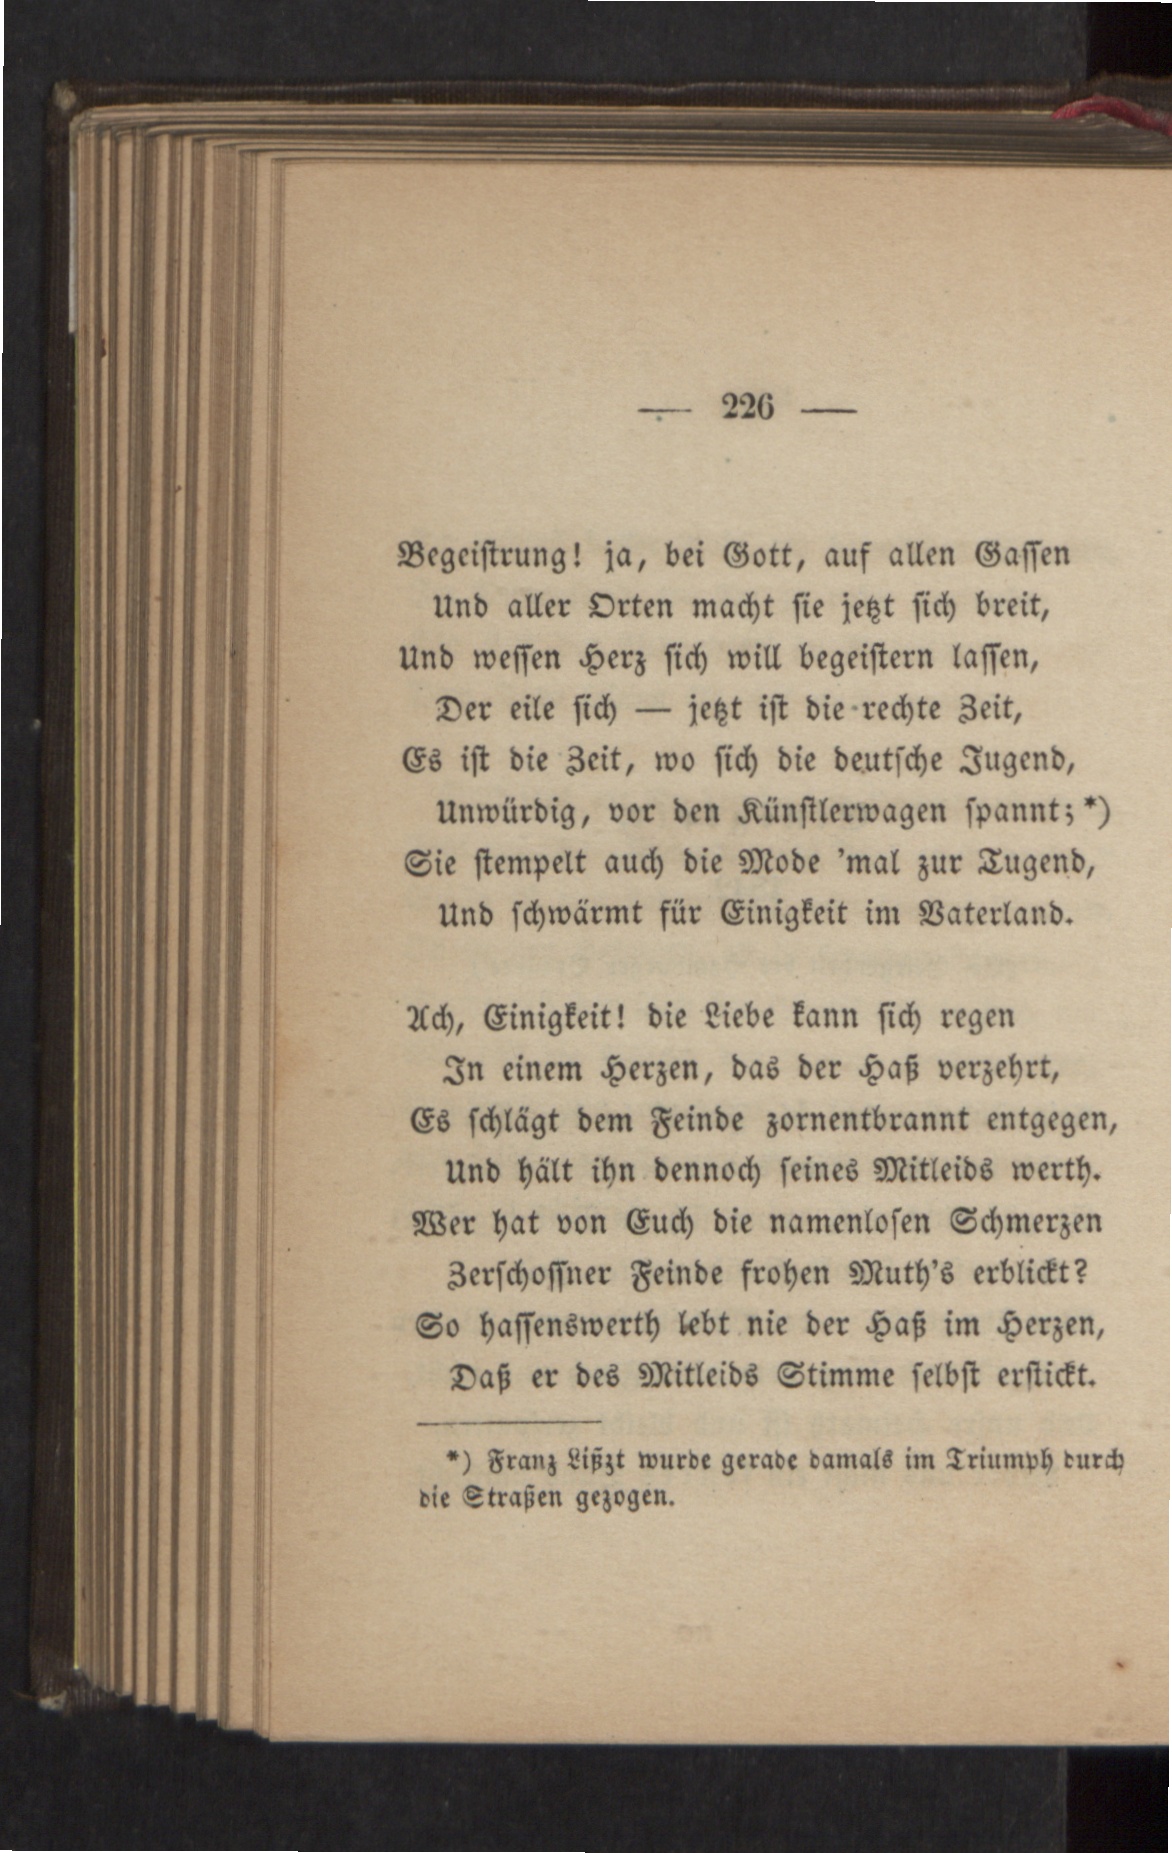 — 226 —
Begeistrung! ja, bei Gott, auf allen Gassen
Und aller Orten macht sie jetzt sich breit,
Und wessen Herz sich will begeistern lassen,
Der eile sich — jetzt ist die rechte Zeit,
Es ist die Zeit, wo sich die deutsche Jugend,
Unwürdig, vor den Künstlerwagen spannt; *)
Sie stempelt auch die Mode 'mal zur Tugend,
Und schwärmt für Einigkeit im Vaterland.
Ach, Einigkeit! die Liebe kann sich regen
In einem Herzen, das der Haß verzehrt,
Es schlägt dem Feinde zornentbrannt entgegen,
Und hält ihn dennoch seines Mitleids werth.
Wer hat von Euch die namenlosen Schmerzen
Zerschossner Feinde frohen Muth's erblickt?
So hassenswerth lebt nie der Haß im Herzen,
Daß er des Mitleids Stimme selbst erstickt.
*) Franz Lißzt wurde gerade damals im Triumph durch
die Straßen gezogen.